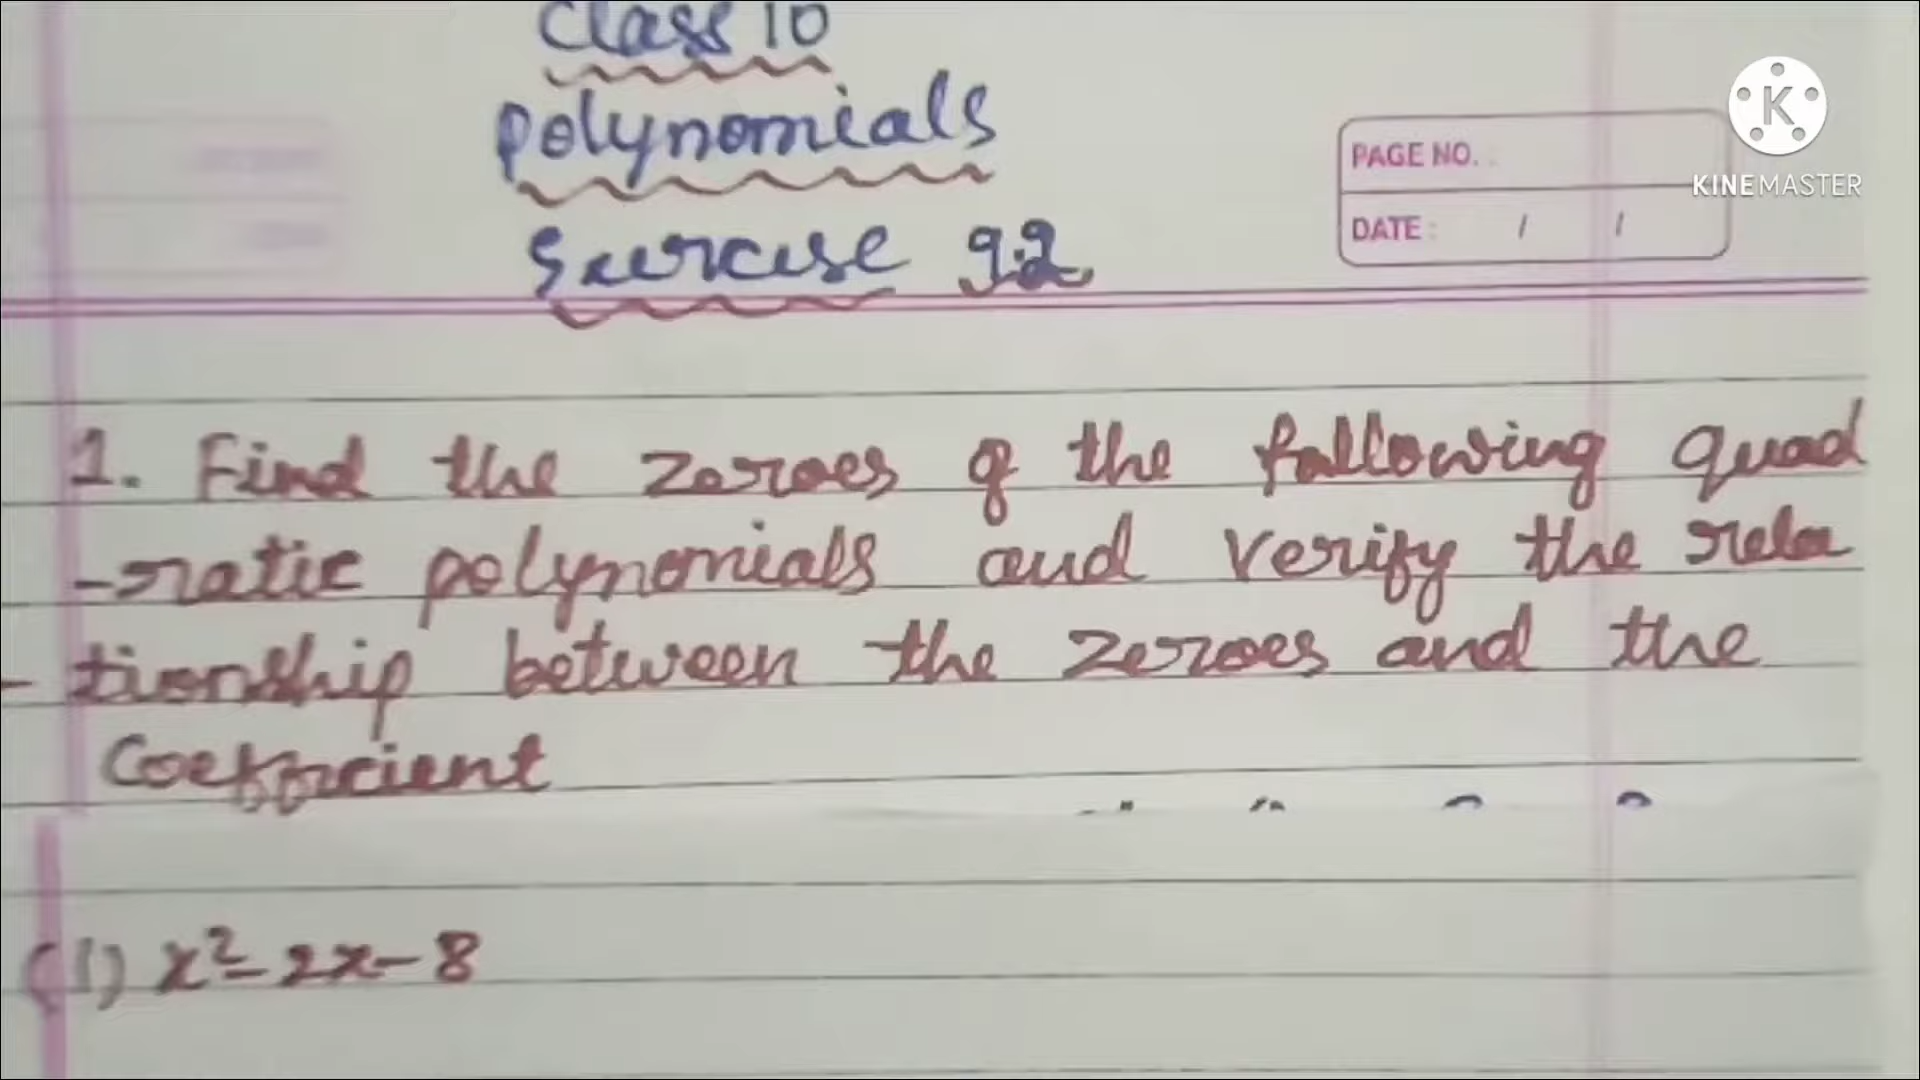 Class 10
Polynomials
Exercise 9.2
PAGE NO. :
DATE : / /
KINEMASTER
1. Find the zeroes of the following quad
-ratic polynomials and verify the rela
- tionship between the zeroes and the
Coefficient
(1) x²-2x-8